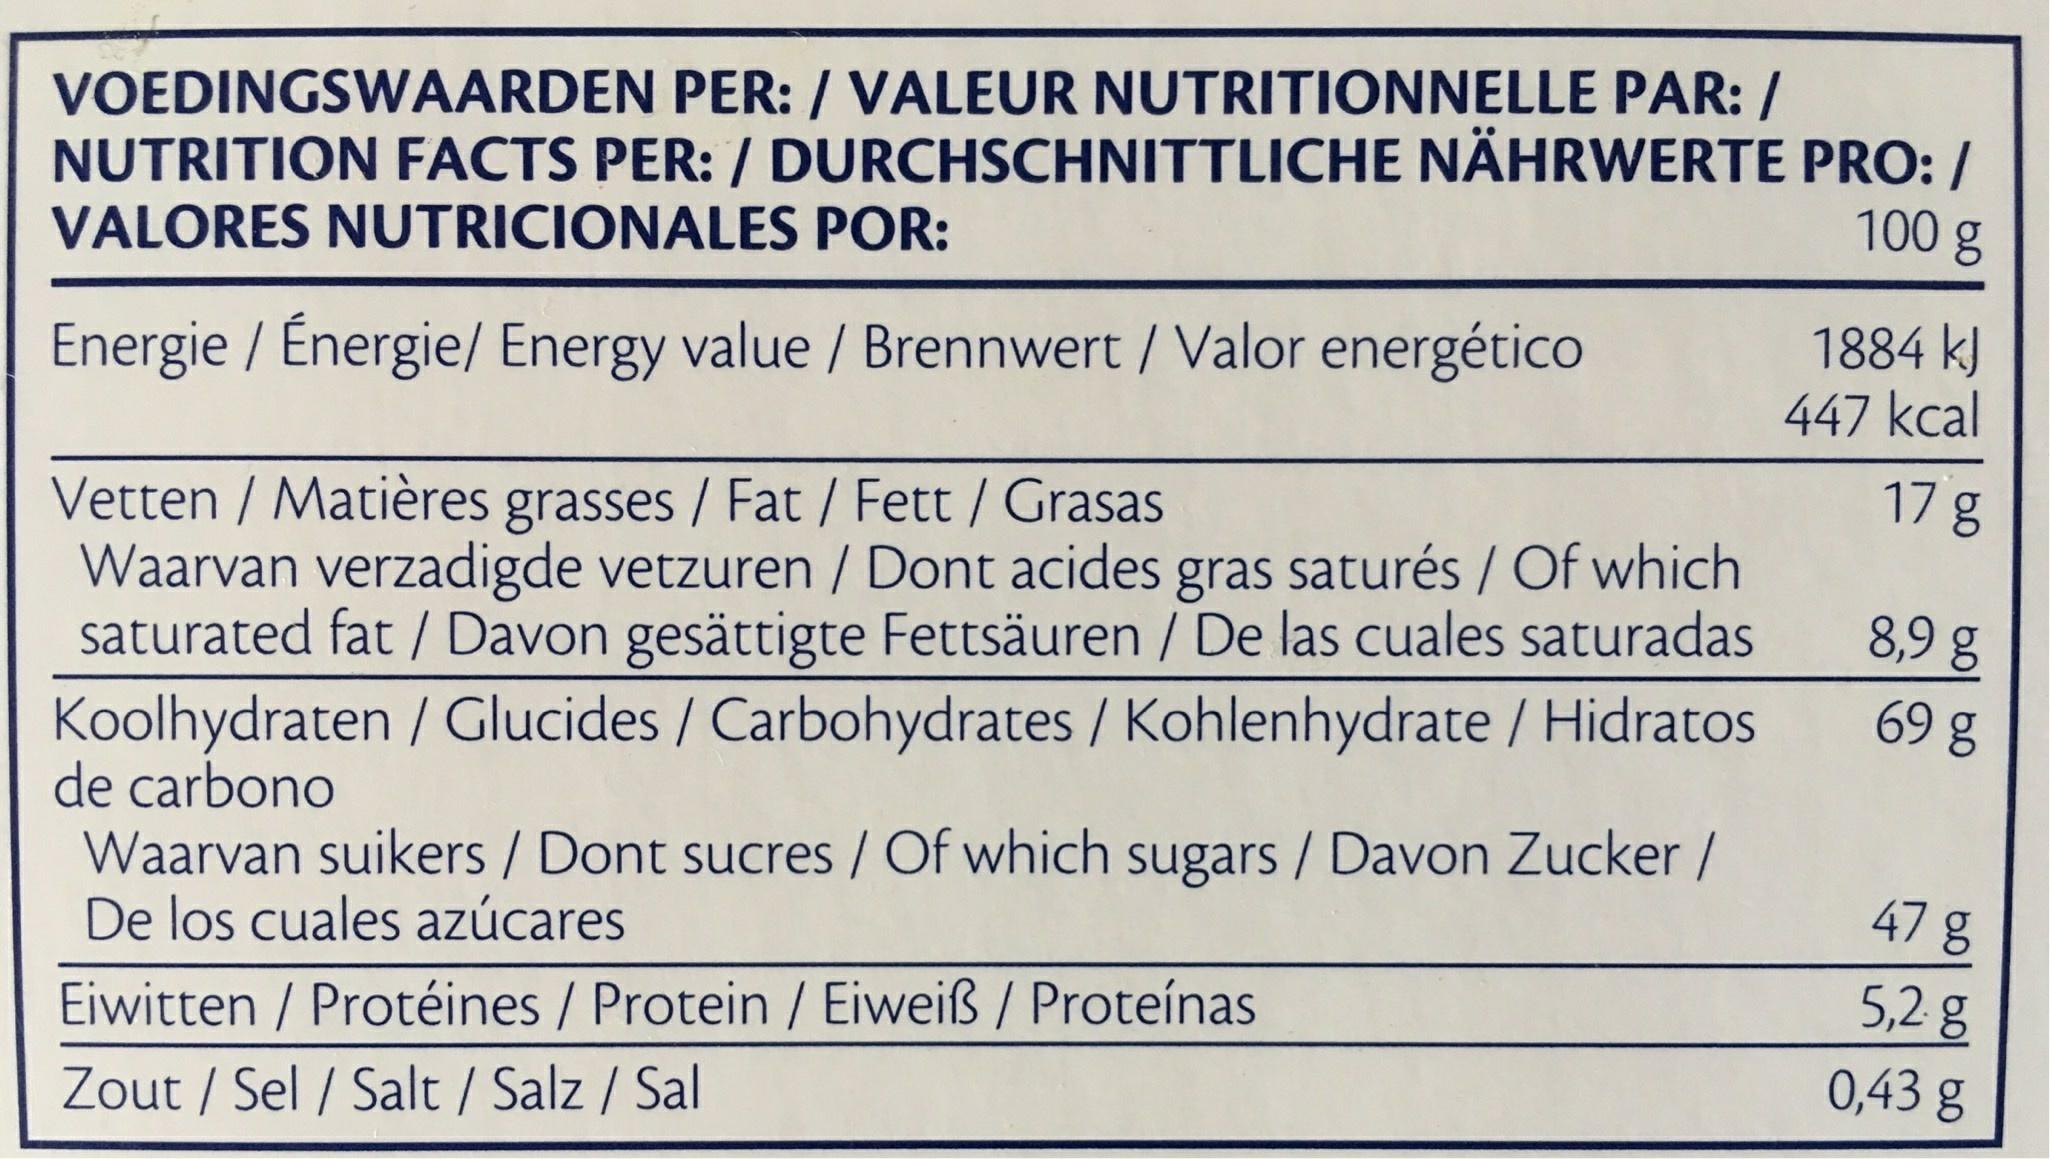 VOEDINGSWAARDEN PER: / VALEUR NUTRITIONNELLE PAR: /
NUTRITION FACTS PER: / DURCHSCHNITTLICHE NÄHRWERTE PRO: /
VALORES NUTRICIONALES POR: 100 g
Energie / Énergie/ Energy value / Brennwert / Valor energético 1884 kJ
447 kcal
Vetten / Matières grasses / Fat / Fett / Grasas 17 g
Waarvan verzadigde vetzuren / Dont acides gras saturés / Of which
saturated fat / Davon gesättigte Fettsäuren / De las cuales saturadas 8,9 g
Koolhydraten / Glucides / Carbohydrates / Kohlenhydrate / Hidratos 69 g
de carbono
Waarvan suikers / Dont sucres / Of which sugars / Davon Zucker /
De los cuales azúcares 47 g
Eiwitten / Protéines / Protein / Eiweiß / Proteínas 5,2 g
Zout / Sel / Salt / Salz / Sal 0,43 g